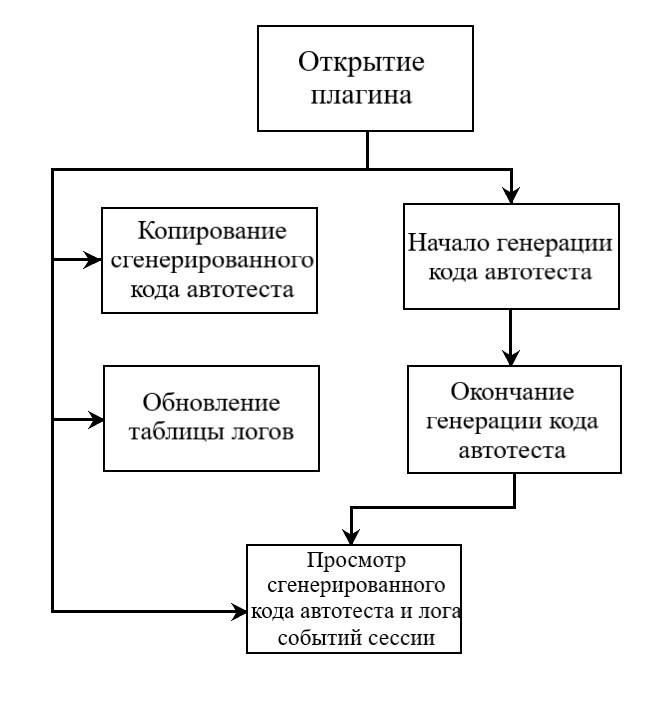 Открытие
плагина
Копирование
сгенерированного
кода автотеста
Начало генерации
кода автотеста
Обновление
таблицы логов
Окончание
генерации кода
автотеста
Просмотр
сгенерированного
кода автотеста и лога
событий сессии